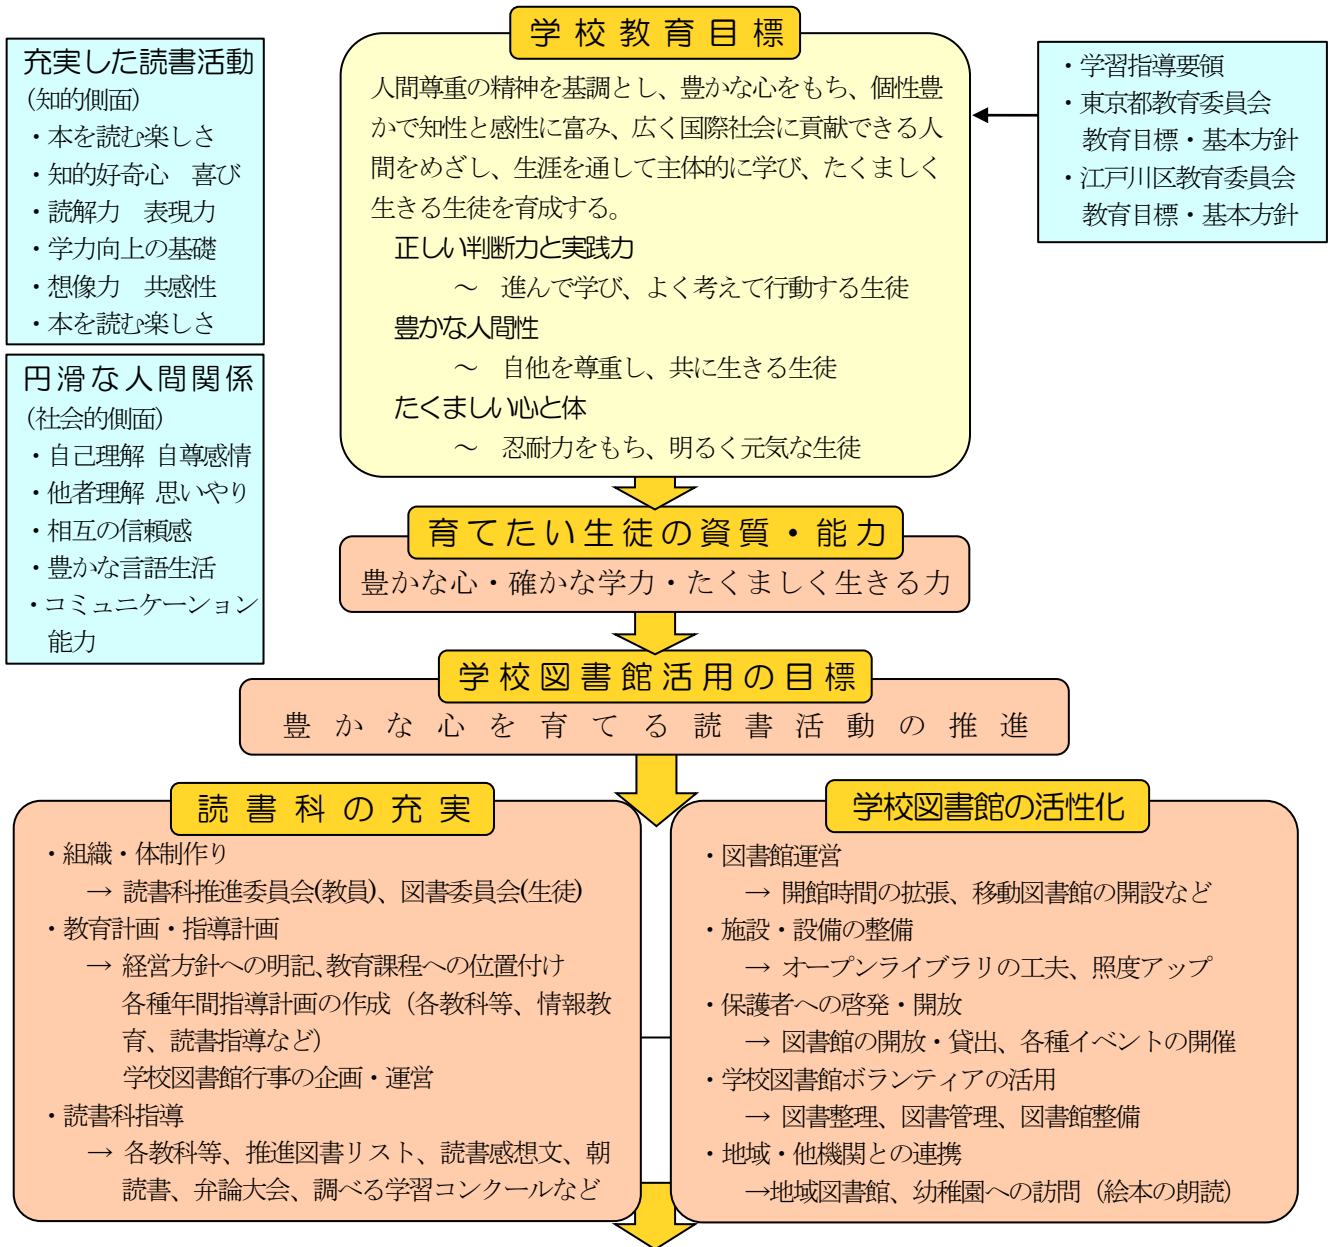 学校教育目標
人間尊重の精神を基調とし、豊かな心をもち、個性豊
かで知性と感性に富み、広く国際社会に貢献できる人
間をめざし、生涯を通して主体的に学び、たくましく
生きる生徒を育成する。
正しい判断力と実践力
～　進んで学び、よく考えて行動する生徒
豊かな人間性
～　自他を尊重し、共に生きる生徒
たくましい心と体
～　忍耐力をもち、明るく元気な生徒
充実した読書活動
(知的側面)
・本を読む楽しさ
・知的好奇心　喜び
・読解力　表現力
・学力向上の基礎
・想像力　共感性
・本を読む楽しさ
円滑な人間関係
(社会的側面)
・自己理解 自尊感情
・他者理解 思いやり
・相互の信頼感
・豊かな言語生活
・コミュニケーション
能力
・学習指導要領
・東京都教育委員会
教育目標・基本方針
・江戸川区教育委員会
教育目標・基本方針
育てたい生徒の資質・能力
豊かな心・確かな学力・たくましく生きる力
学校図書館活用の目標
豊かな心を育てる読書活動の推進
読書科の充実
・組織・体制作り
→ 読書科推進委員会(教員)、図書委員会(生徒)
・教育計画・指導計画
→ 経営方針への明記、教育課程への位置付け
各種年間指導計画の作成（各教科等、情報教
育、読書指導など）
学校図書館行事の企画・運営
・読書科指導
→ 各教科等、推進図書リスト、読書感想文、朝
読書、弁論大会、調べる学習コンクールなど
学校図書館の活性化
・図書館運営
→ 開館時間の拡張、移動図書館の開設など
・施設・設備の整備
→ オープンライブラリの工夫、照度アップ
・保護者への啓発・開放
→ 図書館の開放・貸出、各種イベントの開催
・学校図書館ボランティアの活用
→ 図書整理、図書管理、図書館整備
・地域・他機関との連携
→地域図書館、幼稚園への訪問（絵本の朗読）